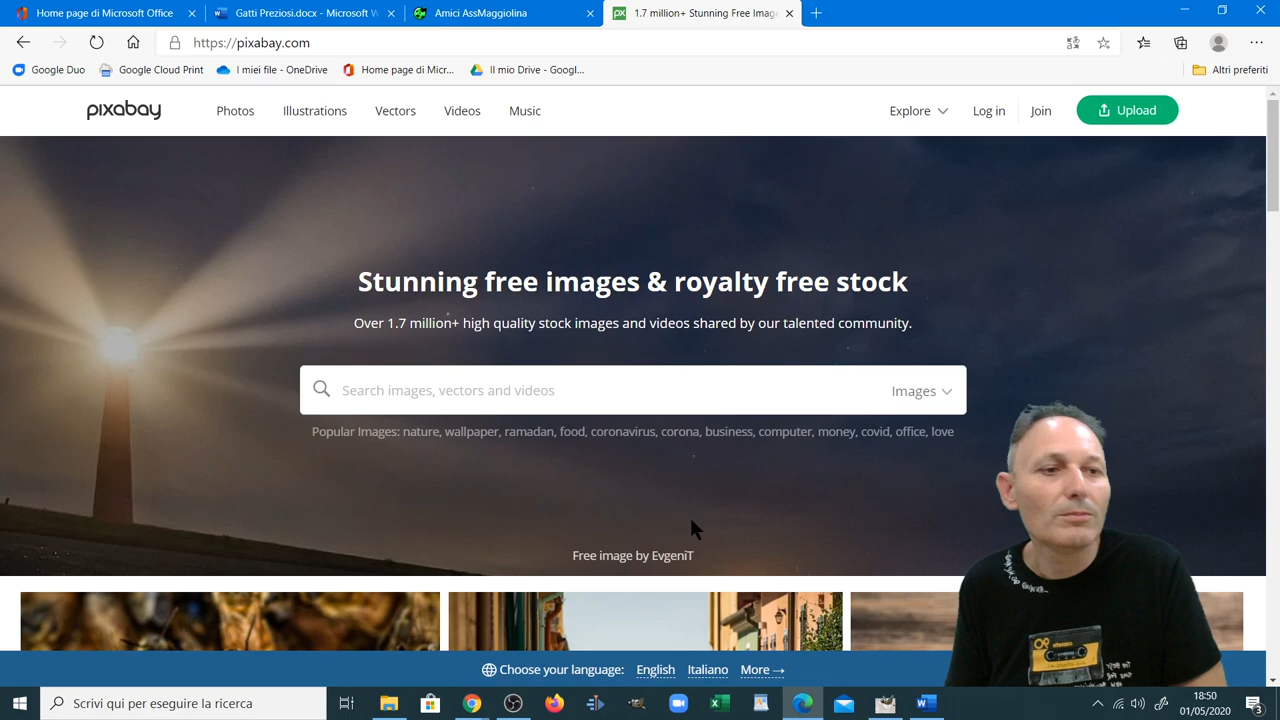 Home page di Microsoft Office
Gatti Preziosi.docx - Microsoft W
Amici AssMaggiolina
1.7 million+ Stunning Free Imag
https://pixabay.com
Google Duo
Google Cloud Print
I miei file - OneDrive
Home page di Micr...
Il mio Drive - Googl...
Altri preferiti
pixabay
Photos
Illustrations
Vectors
Videos
Music
Explore
Log in
Join
Upload
Stunning free images & royalty free stock
Over 1.7 million+ high quality stock images and videos shared by our talented community.
Search images, vectors and videos
Images
Popular Images: nature, wallpaper, ramadan, food, coronavirus, corona, business, computer, money, covid, office, love
Free image by EvgeniT
Choose your language: English Italiano More →
Scrivi qui per eseguire la ricerca
18:50
01/05/2020
3